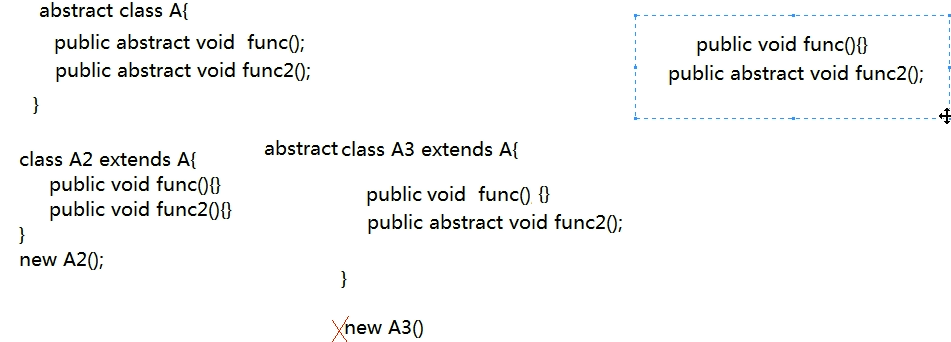 abstract class A{
public abstract void func();
public abstract void func2();
}
public void func(){}
public abstract void func2();
class A2 extends A{
public void func(){}
public void func2(){}
}
new A2();
abstract class A3 extends A{
public void func() {}
public abstract void func2();
}
new A3()